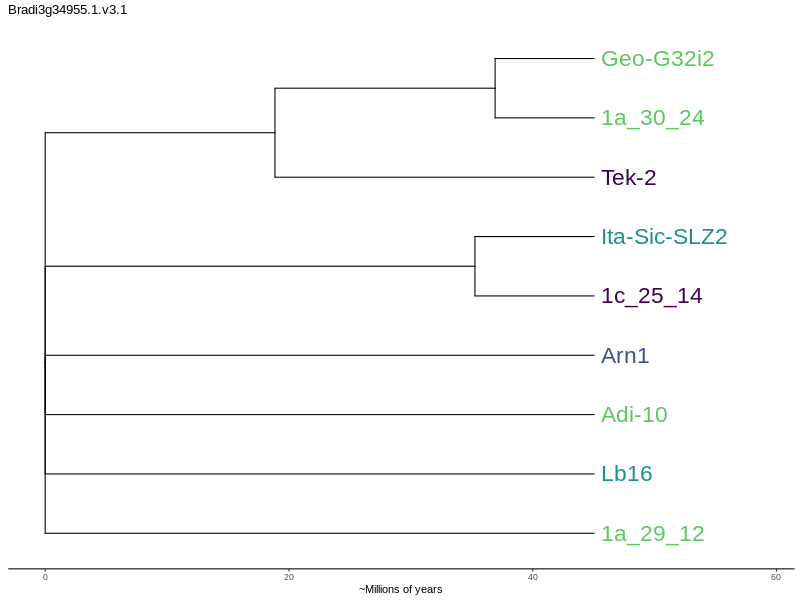 Bradi3g34955.1.v3.1
Geo-G32i2
1a_30_24
Tek-2
Ita-Sic-SLZ2
1c_25_14
Arn1
Adi-10
Lb16
1a_29_12
0 20 40 60
~Millions of years